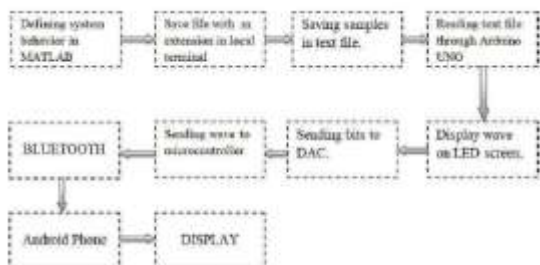 Defining system
behavior in
MATLAB
Save file with an
extension in local
terminal
Saving samples
in text file.
Reading text file
through Arduino
UNO
BLUETOOTH
Sending wave to
microcontroller
Sending bits to
DAC.
Display wave
on LED screen.
Android Phone
DISPLAY